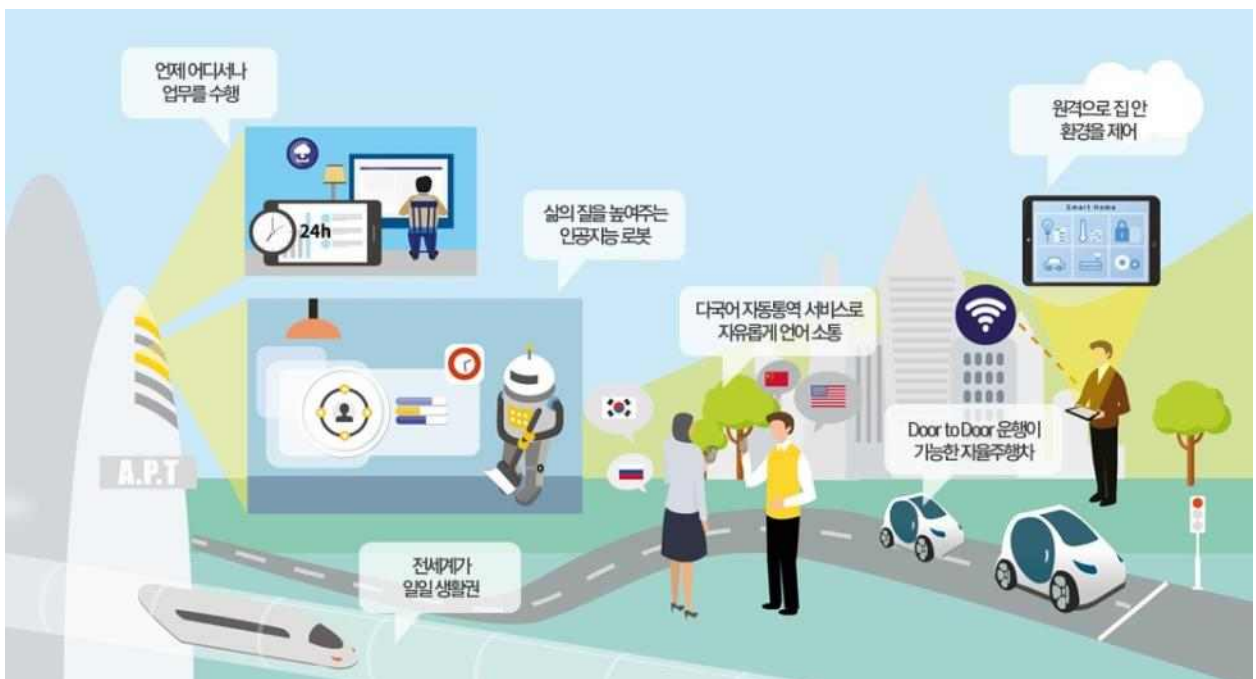 언제 어디서나
업무를 수행
원격으로 집 안
환경을 제어
Smart Home
24h
삶의 질을 높여주는
인공지능 로봇
다국어 자동통역 서비스로
자유롭게 언어 소통
Door to Door 운행이
가능한 자율주행차
A.P.T
전세계가
일일 생활권